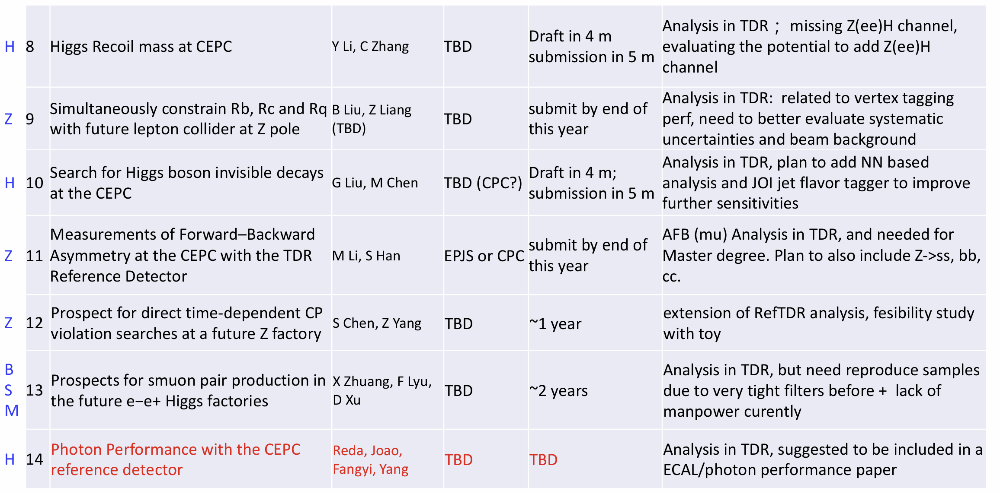 H 8 Higgs Recoil mass at CEPC
Y Li, C Zhang
TBD
Draft in 4 m
submission in 5 m
Analysis in TDR ； missing Z(ee)H channel,
evaluating the potential to add Z(ee)H
channel
Z 9
Simultaneously constrain Rb, Rc and Rq
with future lepton collider at Z pole
B Liu, Z Liang
(TBD)
TBD
submit by end of
this year
Analysis in TDR: related to vertex tagging
perf, need to better evaluate systematic
uncertainties and beam background
H 10
Search for Higgs boson invisible decays
at the CEPC
G Liu, M Chen
TBD (CPC?)
Draft in 4 m;
submission in 5 m
Analysis in TDR, plan to add NN based
analysis and JOI jet flavor tagger to improve
further sensitivities
Z 11
Measurements of Forward–Backward
Asymmetry at the CEPC with the TDR
Reference Detector
M Li, S Han
EPJS or CPC
submit by end of
this year
AFB (mu) Analysis in TDR, and needed for
Master degree. Plan to also include Z->ss, bb,
cc.
Z 12
Prospect for direct time-dependent CP
violation searches at a future Z factory
S Chen, Z Yang
TBD
~1 year
extension of RefTDR analysis, fesibility study
with toy
B
S
M
13
Prospects for smuon pair production in
the future e−e+ Higgs factories
X Zhuang, F Lyu,
D Xu
TBD
~2 years
Analysis in TDR, but need reproduce samples
due to very tight filters before + lack of
manpower curently
H 14
Photon Performance with the CEPC
reference detector
Reda, Joao,
Fangyi, Yang
TBD
TBD
Analysis in TDR, suggested to be included in a
ECAL/photon performance paper